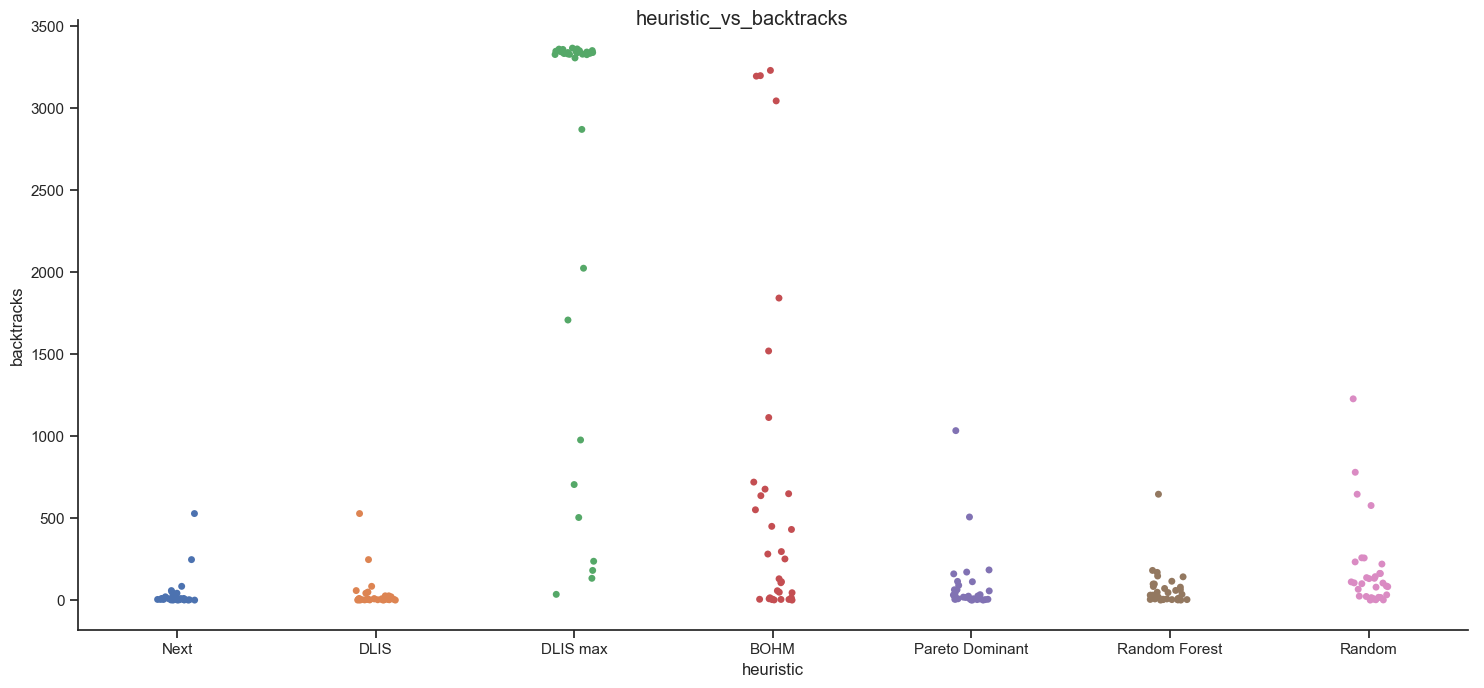 heuristic_vs_backtracks
3500
3000
2500
2000
1500
1000
500
0
backtracks
Next DLIS DLIS max BOHM Pareto Dominant Random Forest Random
heuristic